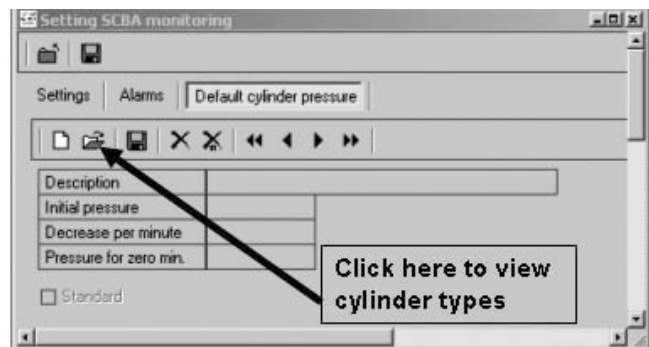 Setting SCBA monitoring
Settings Alarms Default cylinder pressure
Description
Initial pressure
Decrease per minute
Pressure for zero min.
Click here to view
cylinder types
Standard